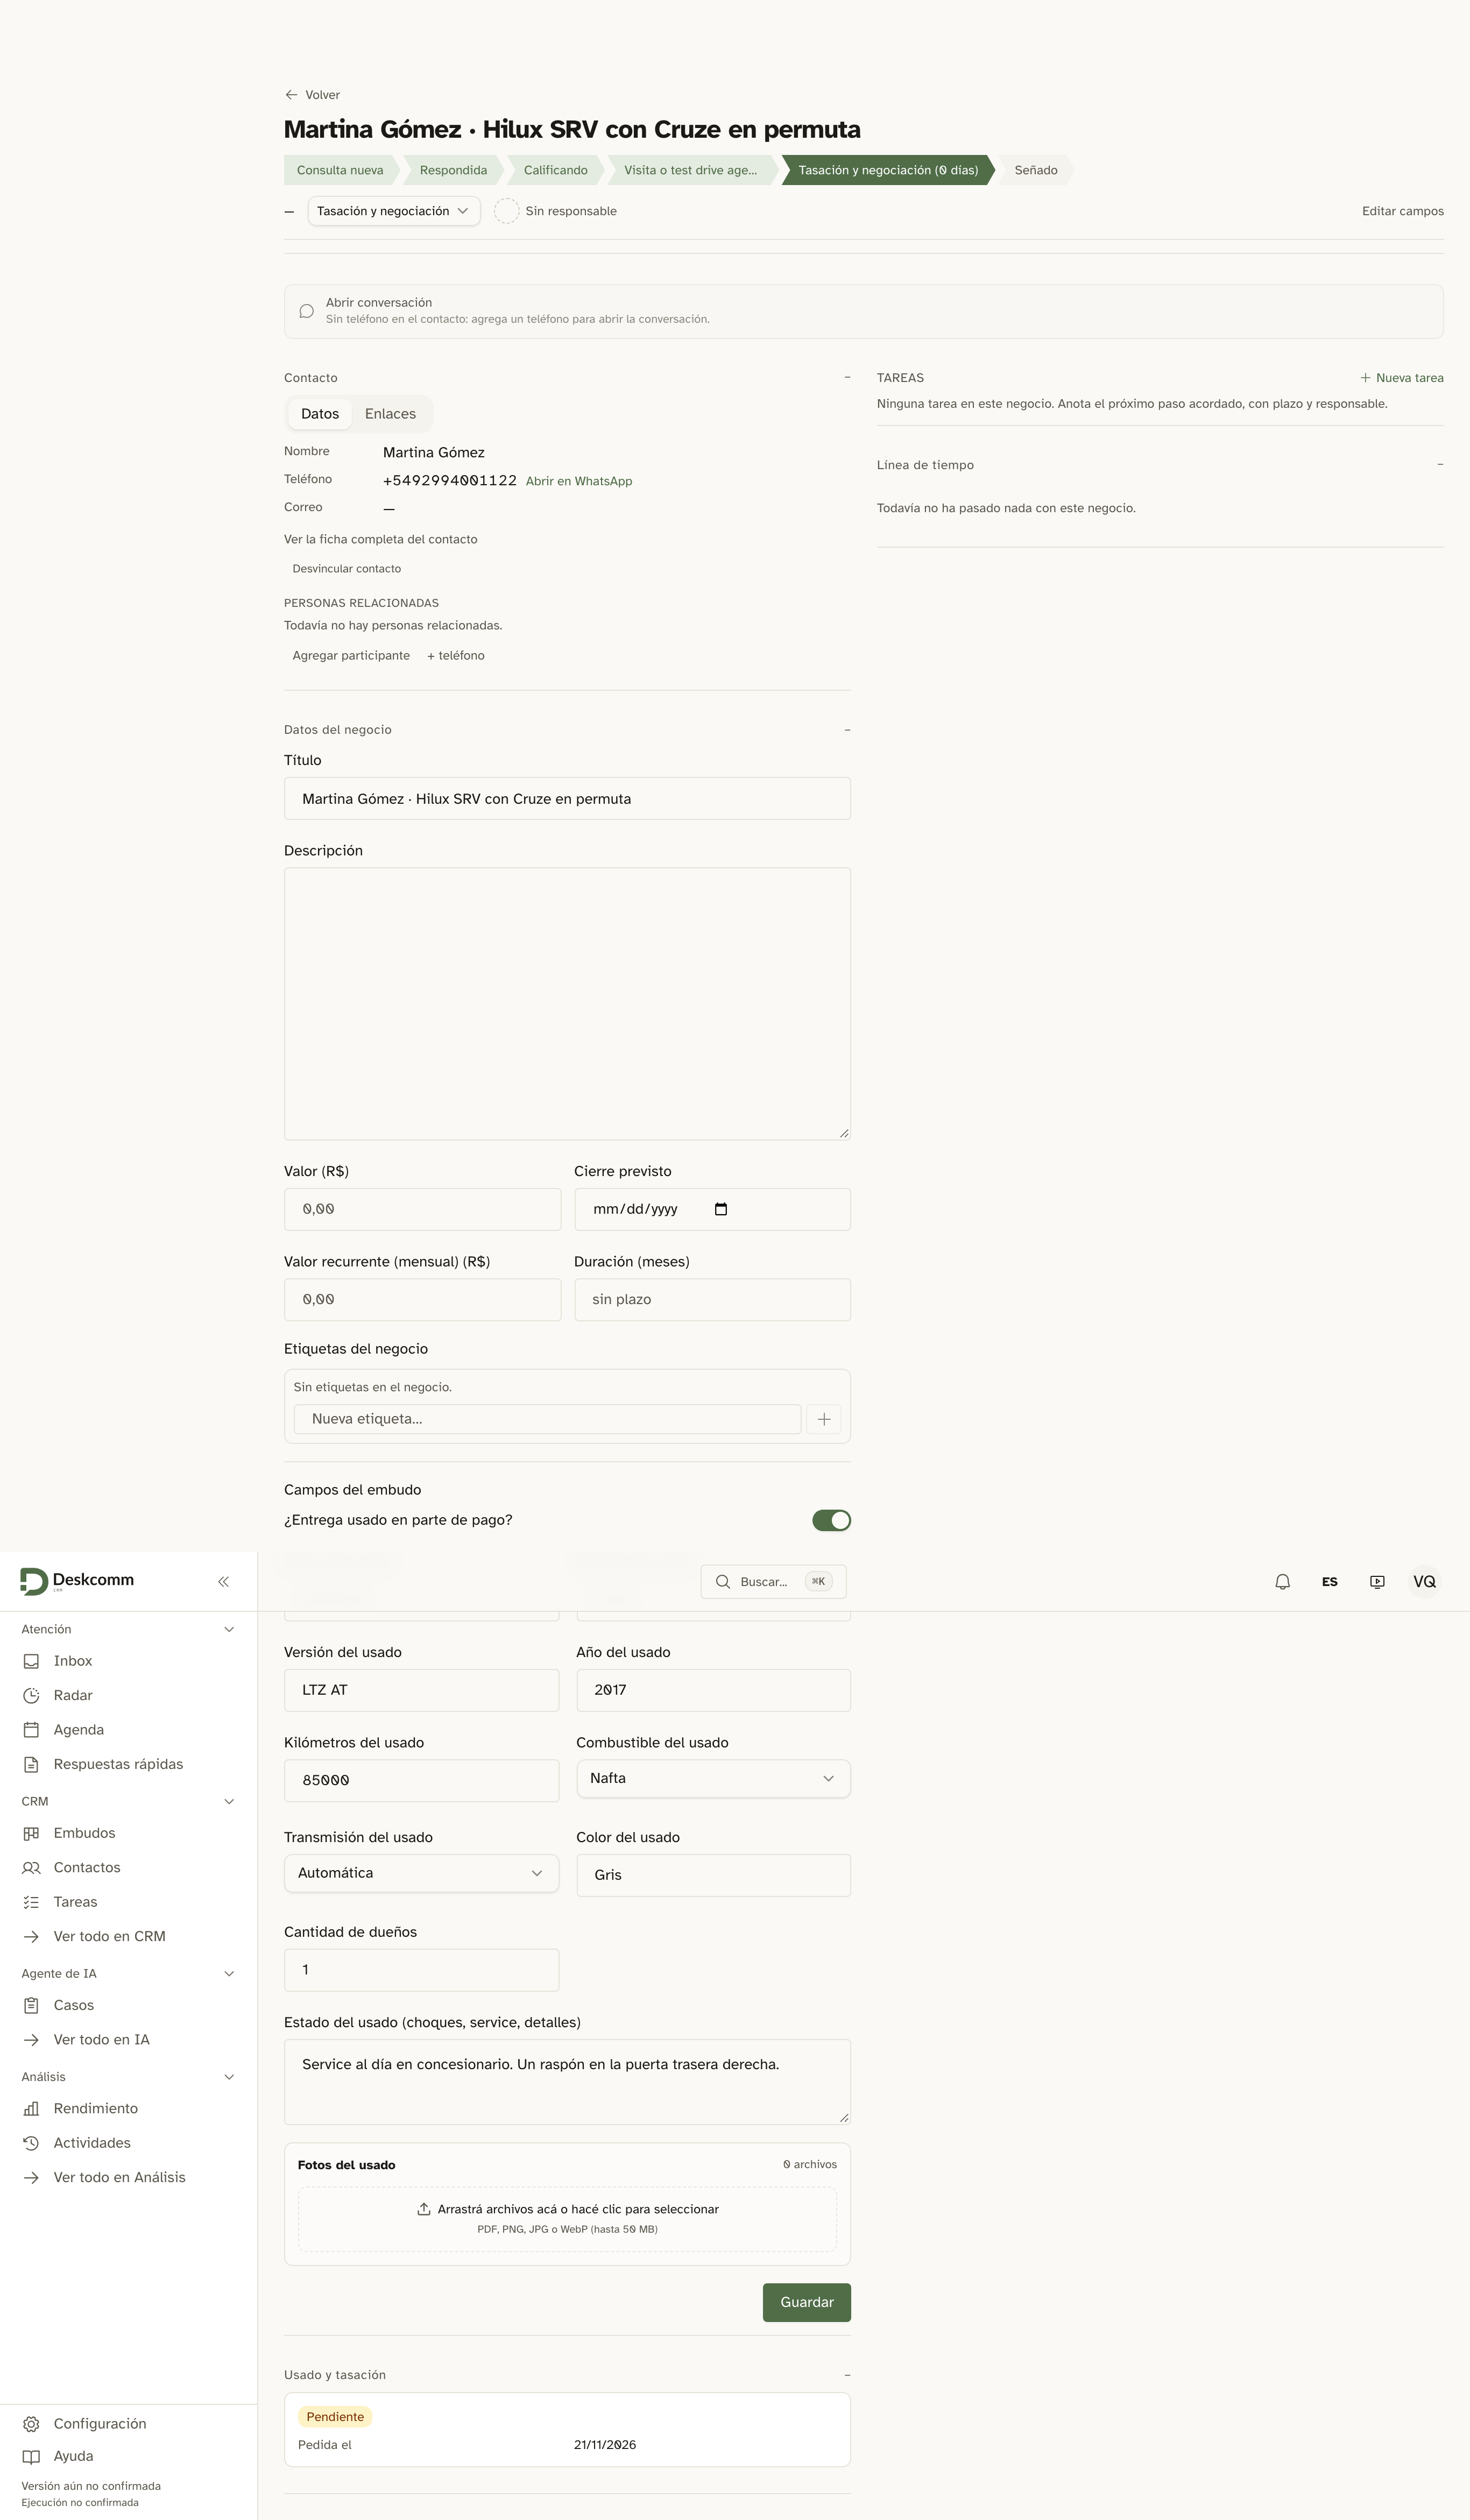 Volver
Martina Gómez · Hilux SRV con Cruze en permuta
Consulta nueva
Respondida
Calificando
Visita o test drive age...
Tasación y negociación (0 días)
Señado
—
Tasación y negociación
Sin responsable
Editar campos
Abrir conversación
Sin teléfono en el contacto: agrega un teléfono para abrir la conversación.
Contacto
Datos
Enlaces
Nombre
Martina Gómez
Teléfono
+5492994001122 Abrir en WhatsApp
Correo
—
Ver la ficha completa del contacto
Desvincular contacto
PERSONAS RELACIONADAS
Todavía no hay personas relacionadas.
Agregar participante
+ teléfono
TAREAS
Nueva tarea
Ninguna tarea en este negocio. Anota el próximo paso acordado, con plazo y responsable.
Línea de tiempo
Todavía no ha pasado nada con este negocio.
Datos del negocio
Título
Martina Gómez · Hilux SRV con Cruze en permuta
Descripción
Valor (R$)
0,00
Cierre previsto
mm/dd/yyyy
Valor recurrente (mensual) (R$)
0,00
Duración (meses)
sin plazo
Etiquetas del negocio
Sin etiquetas en el negocio.
Nueva etiqueta...
Campos del embudo
¿Entrega usado en parte de pago?
Deskcomm
Buscar...
⌘K
ES
VQ
Atención
Inbox
Radar
Agenda
Respuestas rápidas
CRM
Embudos
Contactos
Tareas
Ver todo en CRM
Agente de IA
Casos
Ver todo en IA
Análisis
Rendimiento
Actividades
Ver todo en Análisis
Configuración
Ayuda
Versión aún no confirmada
Ejecución no confirmada
Versión del usado
LTZ AT
Año del usado
2017
Kilómetros del usado
85000
Combustible del usado
Nafta
Transmisión del usado
Automática
Color del usado
Gris
Cantidad de dueños
1
Estado del usado (choques, service, detalles)
Service al día en concesionario. Un raspón en la puerta trasera derecha.
Fotos del usado
0 archivos
Arrastrá archivos acá o hacé clic para seleccionar
PDF, PNG, JPG o WebP (hasta 50 MB)
Guardar
Usado y tasación
Pendiente
Pedida el
21/11/2026